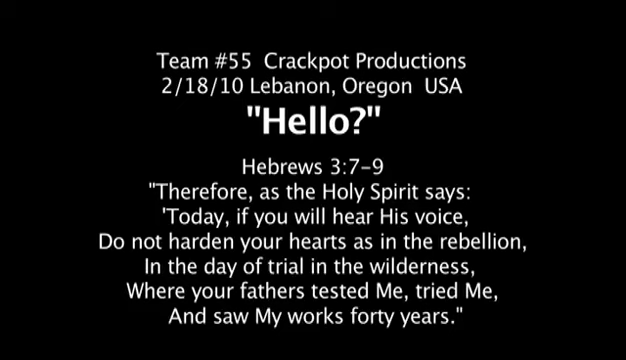 Team #55  Crackpot Productions
2/18/10 Lebanon, Oregon  USA
"Hello?"
Hebrews 3:7-9
"Therefore, as the Holy Spirit says:
'Today, if you will hear His voice,
Do not harden your hearts as in the rebellion,
In the day of trial in the wilderness,
Where your fathers tested Me, tried Me,
And saw My works forty years."